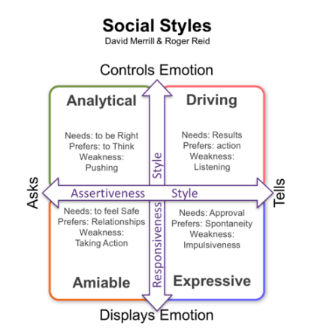 Social Styles
David Merrill & Roger Reid
Controls Emotion
Analytical
Needs: to be Right
Prefers: to Think
Weakness:
Pushing
Driving
Needs: Results
Prefers: action
Weakness:
Listening
Style
Asks
Assertiveness Style
Tells
Needs: to feel Safe
Prefers: Relationships
Weakness:
Taking Action
Amiable
Responsiveness
Needs: Approval
Prefers: Spontaneity
Weakness:
Impulsiveness
Expressive
Displays Emotion